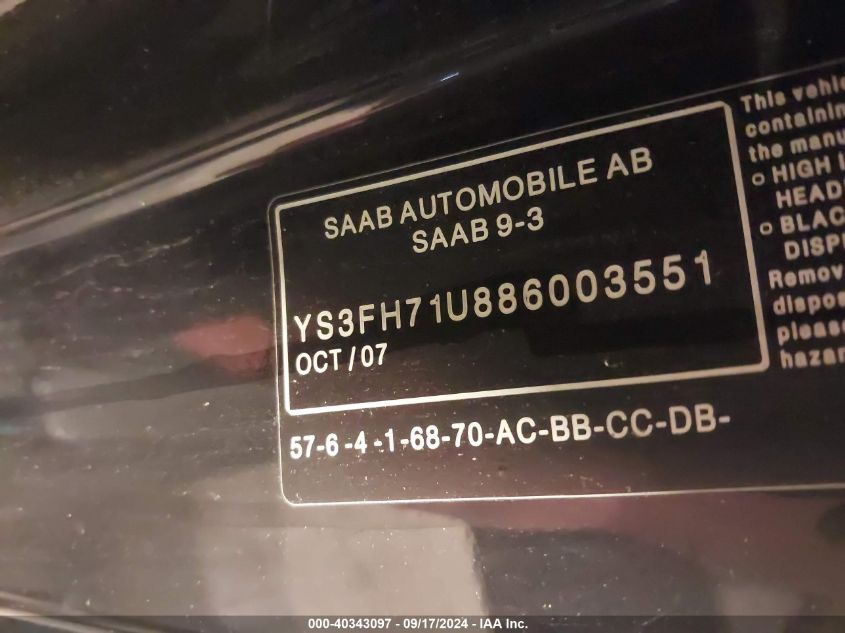 SAAB AUTOMOBILE AB
SAAB 9-3
YS3FH71U886003551
OCT / 07
57-6-4-1-68-70-AC-BB-CC-DB-
This
containin
the manu
o HIGH
HEAD
o BLAC
DISP
Remov
dispos
please
hazar
000-40343097 - 09/17/2024 - IAA Inc.